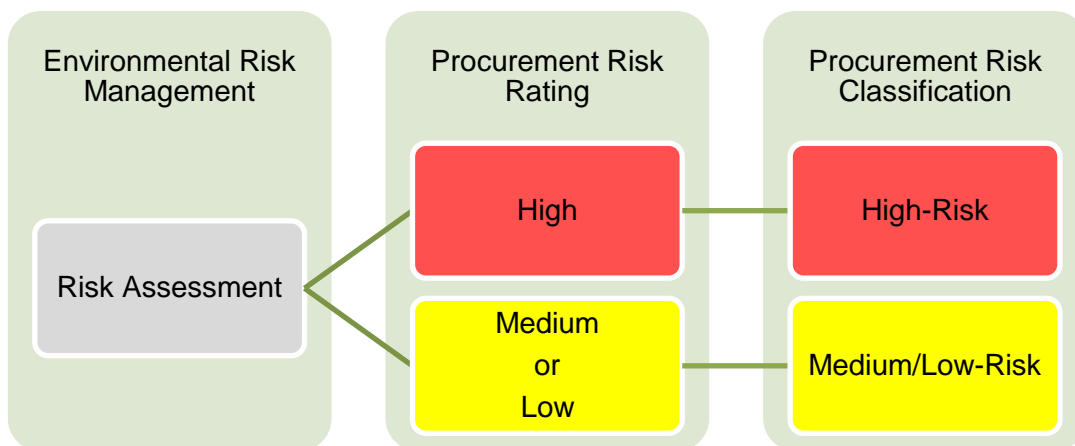 Environmental Risk
Management
Risk Assessment
Procurement Risk
Rating
High
Medium
or
Low
Procurement Risk
Classification
High-Risk
Medium/Low-Risk